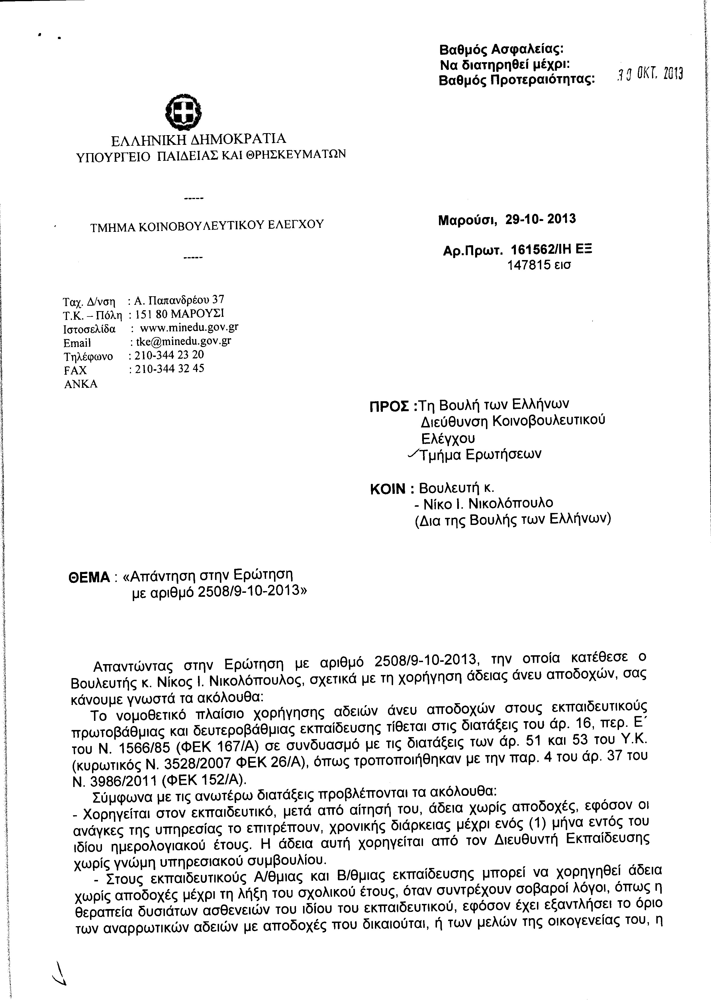 Βαθμός Ασφαλείας:
Να διατηρηθεί μέχρι:
Βαθμός Προτεραιότητας:
30 ΟΚΤ. 2013
ΕΛΛΗΝΙΚΗ ΔΗΜΟΚΡΑΤΙΑ
ΥΠΟΥΡΓΕΙΟ ΠΑΙΔΕΙΑΣ ΚΑΙ ΘΡΗΣΚΕΥΜΑΤΩΝ
-----
ΤΜΗΜΑ ΚΟΙΝΟΒΟΥΛΕΥΤΙΚΟΥ ΕΛΕΓΧΟΥ
-----
Μαρούσι, 29-10- 2013
Αρ.Πρωτ. 161562/ΙΗ ΕΞ
147815 εισ
Ταχ. Δ/νση : Α. Παπανδρέου 37
Τ.Κ. – Πόλη : 151 80 ΜΑΡΟΥΣΙ
Ιστοσελίδα : www.minedu.gov.gr
Email : tke@minedu.gov.gr
Τηλέφωνο : 210-344 23 20
FAX : 210-344 32 45
ΑΝΚΑ
ΠΡΟΣ :Τη Βουλή των Ελλήνων
Διεύθυνση Κοινοβουλευτικού
Ελέγχου
Τμήμα Ερωτήσεων
ΚΟΙΝ : Βουλευτή κ.
- Νίκο Ι. Νικολόπουλο
(Δια της Βουλής των Ελλήνων)
ΘΕΜΑ : «Απάντηση στην Ερώτηση
με αριθμό 2508/9-10-2013»
Απαντώντας στην Ερώτηση με αριθμό 2508/9-10-2013, την οποία κατέθεσε ο
Βουλευτής κ. Νίκος Ι. Νικολόπουλος, σχετικά με τη χορήγηση άδειας άνευ αποδοχών, σας
κάνουμε γνωστά τα ακόλουθα:
Το νομοθετικό πλαίσιο χορήγησης αδειών άνευ αποδοχών στους εκπαιδευτικούς
πρωτοβάθμιας και δευτεροβάθμιας εκπαίδευσης τίθεται στις διατάξεις του άρ. 16, περ. Ε΄
του Ν. 1566/85 (ΦΕΚ 167/Α) σε συνδυασμό με τις διατάξεις των άρ. 51 και 53 του Υ.Κ.
(κυρωτικός Ν. 3528/2007 ΦΕΚ 26/Α), όπως τροποποιήθηκαν με την παρ. 4 του άρ. 37 του
Ν. 3986/2011 (ΦΕΚ 152/Α).
Σύμφωνα με τις ανωτέρω διατάξεις προβλέπονται τα ακόλουθα:
- Χορηγείται στον εκπαιδευτικό, μετά από αίτησή του, άδεια χωρίς αποδοχές, εφόσον οι
ανάγκες της υπηρεσίας το επιτρέπουν, χρονικής διάρκειας μέχρι ενός (1) μήνα εντός του
ιδίου ημερολογιακού έτους. Η άδεια αυτή χορηγείται από τον Διευθυντή Εκπαίδευσης
χωρίς γνώμη υπηρεσιακού συμβουλίου.
- Στους εκπαιδευτικούς Α/θμιας και Β/θμιας εκπαίδευσης μπορεί να χορηγηθεί άδεια
χωρίς αποδοχές μέχρι τη λήξη του σχολικού έτους, όταν συντρέχουν σοβαροί λόγοι, όπως η
θεραπεία δυσιάτων ασθενειών του ιδίου του εκπαιδευτικού, εφόσον έχει εξαντλήσει το όριο
των αναρρωτικών αδειών με αποδοχές που δικαιούται, ή των μελών της οικογενείας του, η